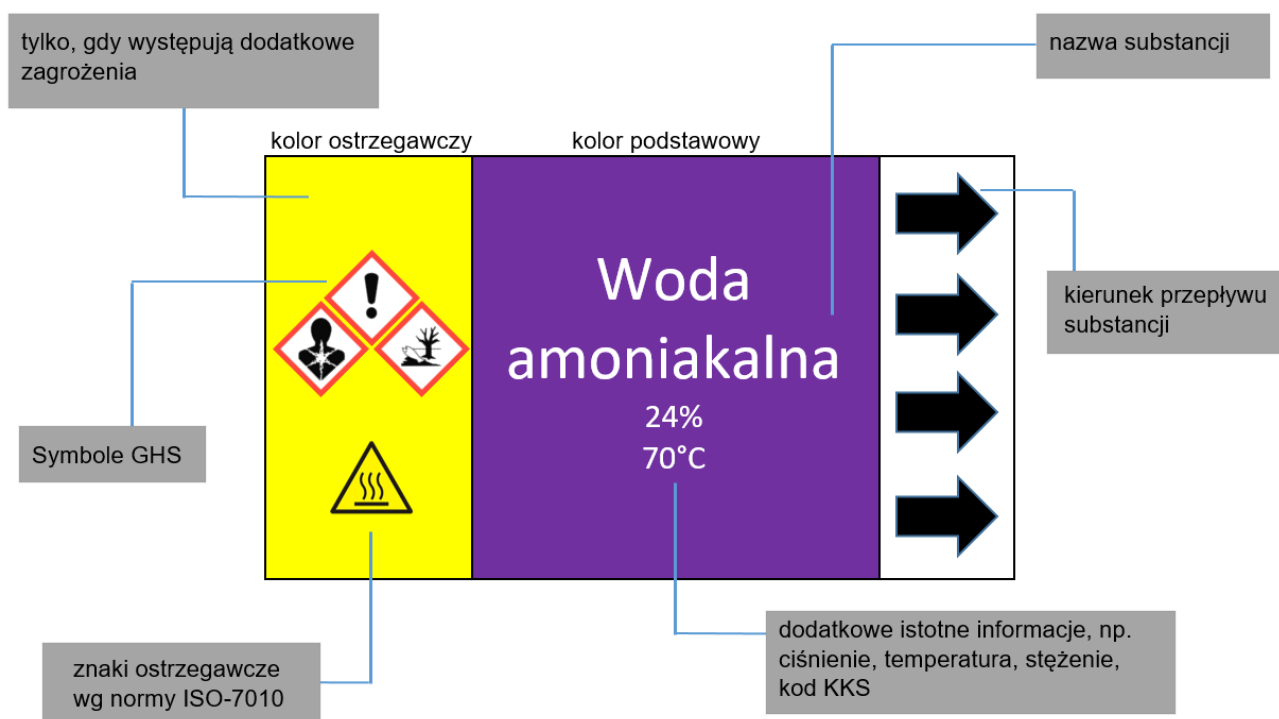 tylko, gdy występują dodatkowe
zagrożenia
nazwa substancji
kolor ostrzegawczy
kolor podstawowy
Woda
amoniakalna
24%
70°C
kierunek przepływu
substancji
Symbole GHS
znaki ostrzegawcze
wg normy ISO-7010
dodatkowe istotne informacje, np.
ciśnienie, temperatura, stężenie,
kod KKS